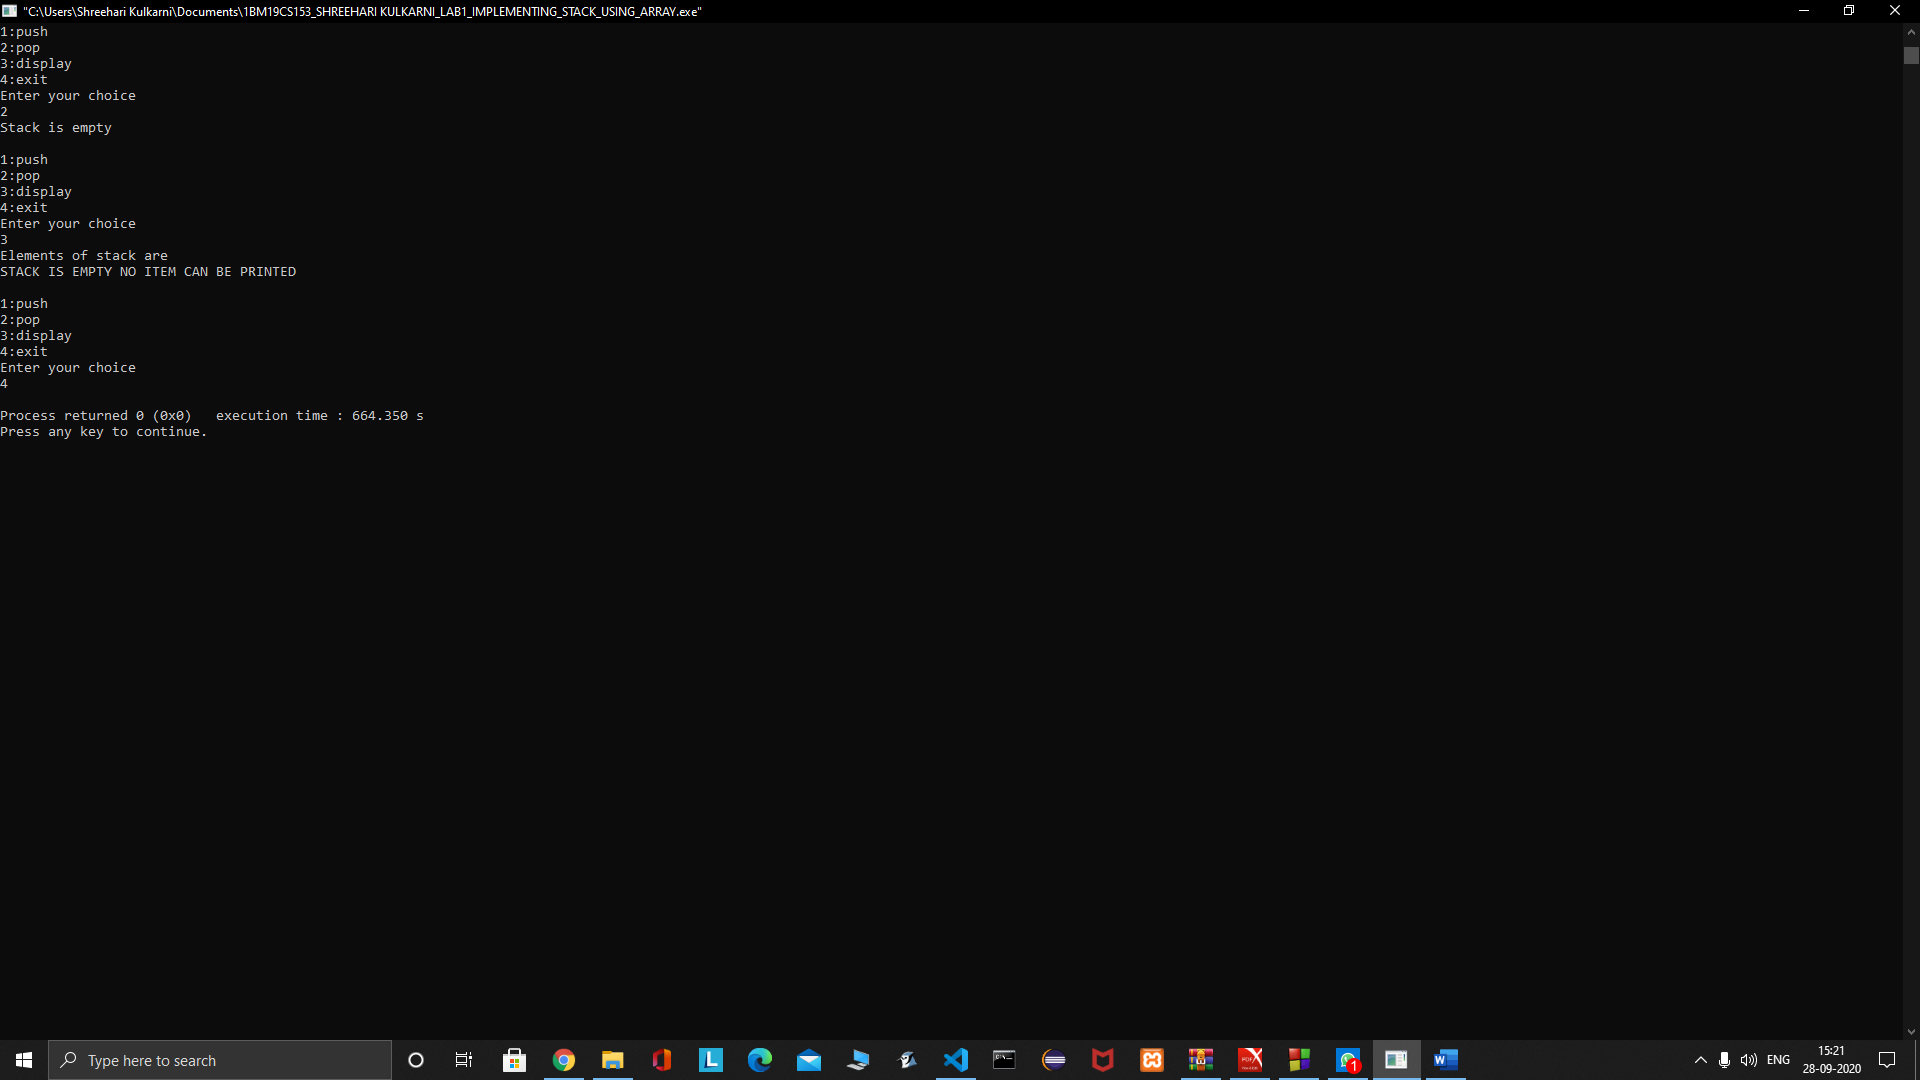 "C:\Users\Shreehari Kulkarni\Documents\1BM19CS153_SHREEHARI KULKARNI_LAB1_IMPLEMENTING_STACK_USING_ARRAY.exe"
1:push
2:pop
3:display
4:exit
Enter your choice
2
Stack is empty
1:push
2:pop
3:display
4:exit
Enter your choice
3
Elements of stack are
STACK IS EMPTY NO ITEM CAN BE PRINTED
1:push
2:pop
3:display
4:exit
Enter your choice
4
Process returned 0 (0x0)   execution time : 664.350 s
Press any key to continue.
Type here to search
L
1
W
ENG
15:21
28-09-2020